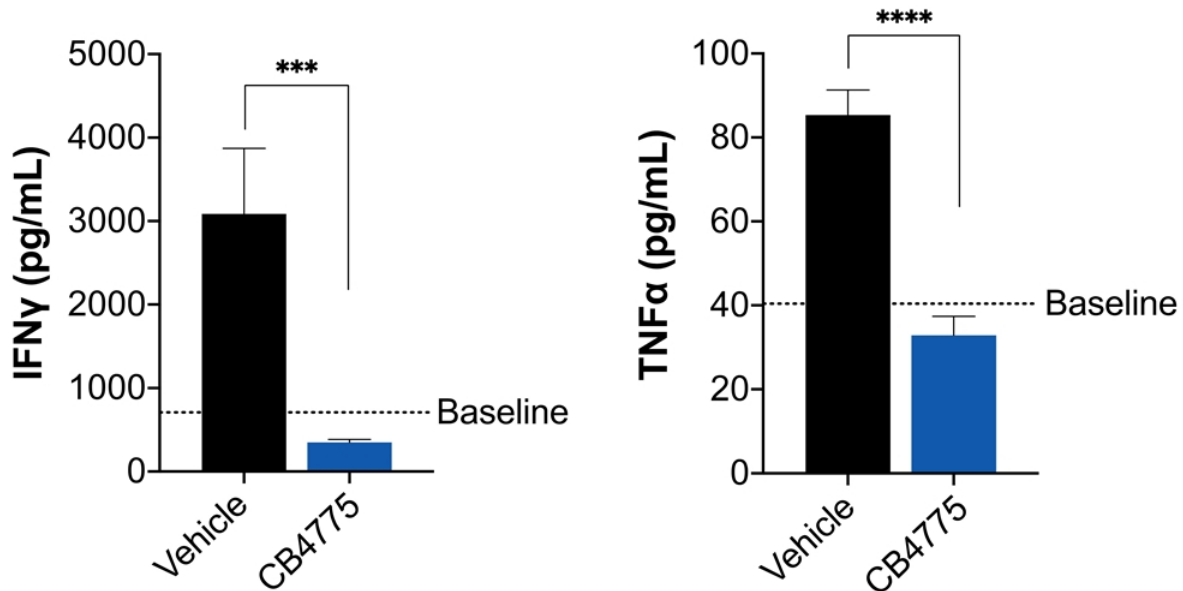 IFNγ (pg/mL)
5000
4000
3000
2000
1000
0
***
Baseline
Vehicle
CB4775
TNFα (pg/mL)
100
80
60
40
20
0
****
Baseline
Vehicle
CB4775